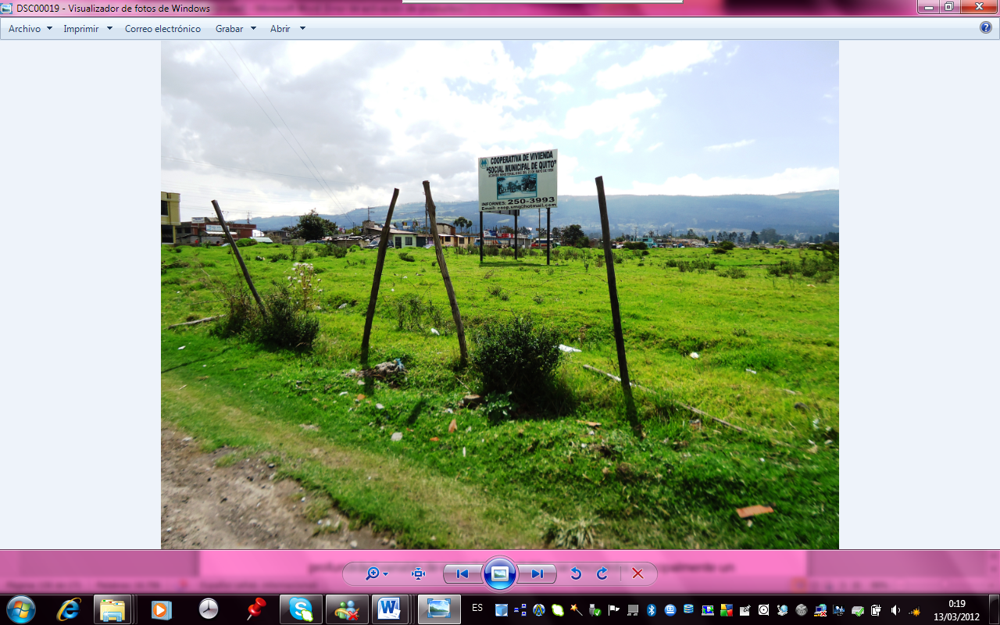 DSC00019 - Visualizador de fotos de Windows
Archivo Imprimir Correo electrónico Grabar Abrir
COOPERATIVA DE VIVIENDA
"SOCIAL MUNICIPAL DE QUITO"
INFORMES: 250-3993
ES
0:19
13/03/2012